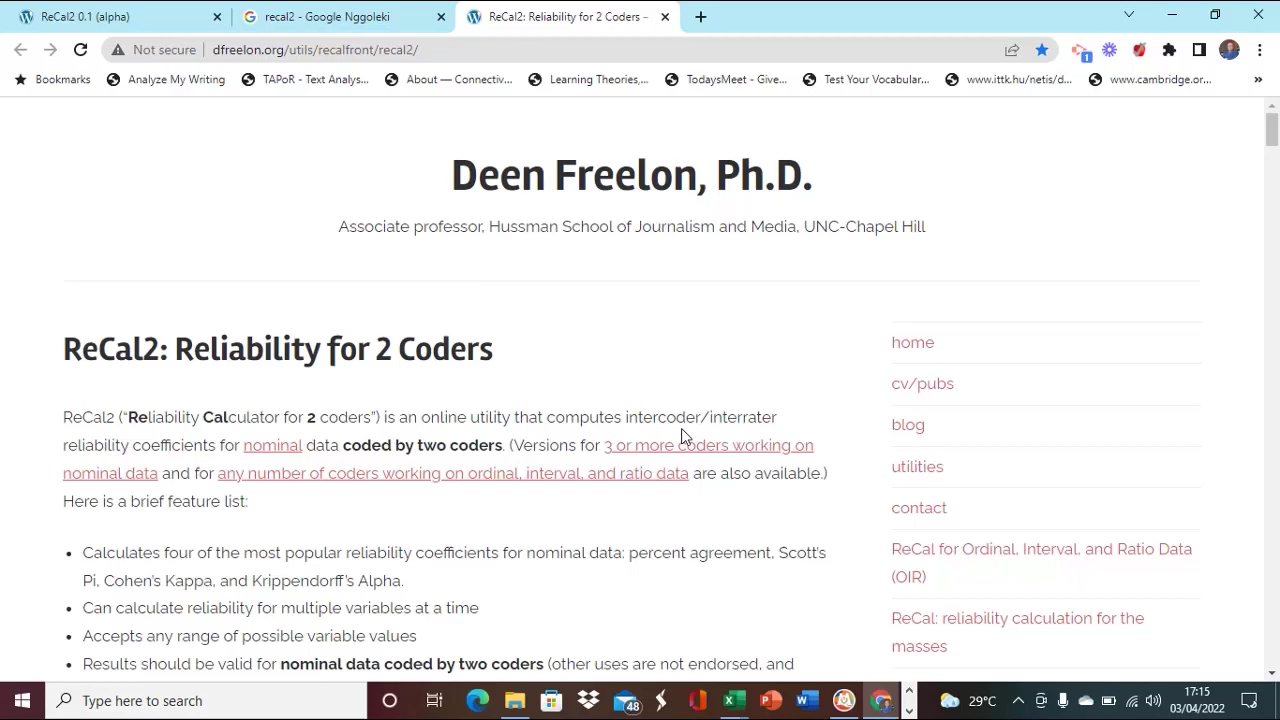 ReCal2 0.1 (alpha)
recal2 - Google Nggoleki
ReCal2: Reliability for 2 Coders –
Not secure
dfreelon.org/utils/recalfront/recal2/
1
Bookmarks
Analyze My Writing
TAPoR - Text Analys...
About — Connectiv...
Learning Theories,...
TodaysMeet - Give...
Test Your Vocabular...
www.ittk.hu/netis/d...
www.cambridge.or...
»
Deen Freelon, Ph.D.
Associate professor, Hussman School of Journalism and Media, UNC-Chapel Hill
ReCal2: Reliability for 2 Coders
ReCal2 (“Reliability Calculator for 2 coders”) is an online utility that computes intercoder/interrater
reliability coefficients for nominal data coded by two coders. (Versions for 3 or more coders working on
nominal data and for any number of coders working on ordinal, interval, and ratio data are also available.)
Here is a brief feature list:
• Calculates four of the most popular reliability coefficients for nominal data: percent agreement, Scott’s
Pi, Cohen’s Kappa, and Krippendorff’s Alpha.
• Can calculate reliability for multiple variables at a time
• Accepts any range of possible variable values
• Results should be valid for nominal data coded by two coders (other uses are not endorsed, and
home
cv/pubs
blog
utilities
contact
ReCal for Ordinal, Interval, and Ratio Data
(OIR)
ReCal: reliability calculation for the
masses
Type here to search
48
29°C
17:15
03/04/2022